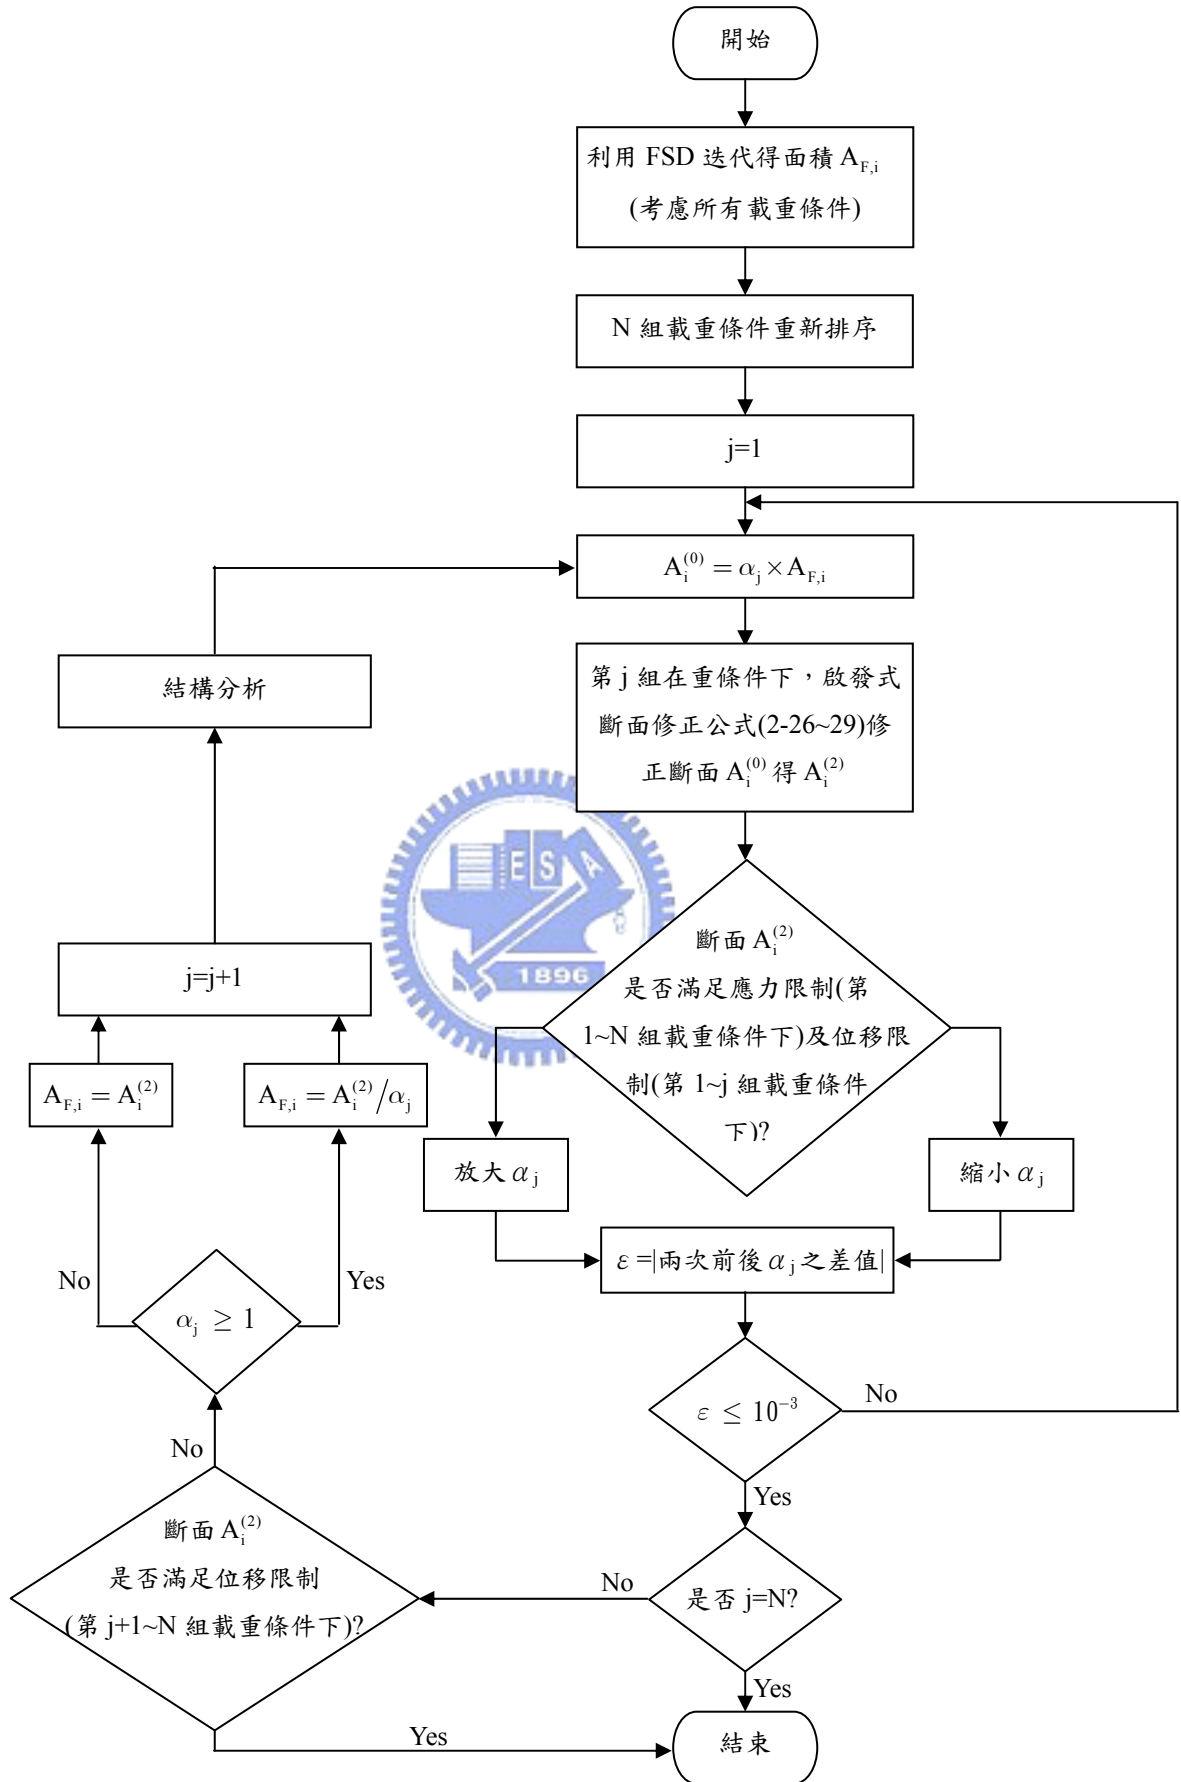 開始
利用 FSD 迭代得面積 A_{F,i}
(考慮所有載重條件)
N 組載重條件重新排序
j=1
A_i^{(0)} = α_j × A_{F,i}
結構分析
第 j 組在重條件下，啟發式
斷面修正公式(2-26~29)修
正斷面 A_i^{(0)} 得 A_i^{(2)}
ESA
1896
斷面 A_i^{(2)}
是否滿足應力限制(第
1~N 組載重條件下)及位移限
制(第 1~j 組載重條件
下)?
j=j+1
A_{F,i} = A_i^{(2)}
A_{F,i} = A_i^{(2)}/α_j
放大 α_j
縮小 α_j
ε =|兩次前後 α_j 之差值|
No
Yes
α_j ≥ 1
ε ≤ 10^{-3}
No
No
Yes
斷面 A_i^{(2)}
是否滿足位移限制
(第 j+1~N 組載重條件下)?
No
是否 j=N?
Yes
Yes
結束